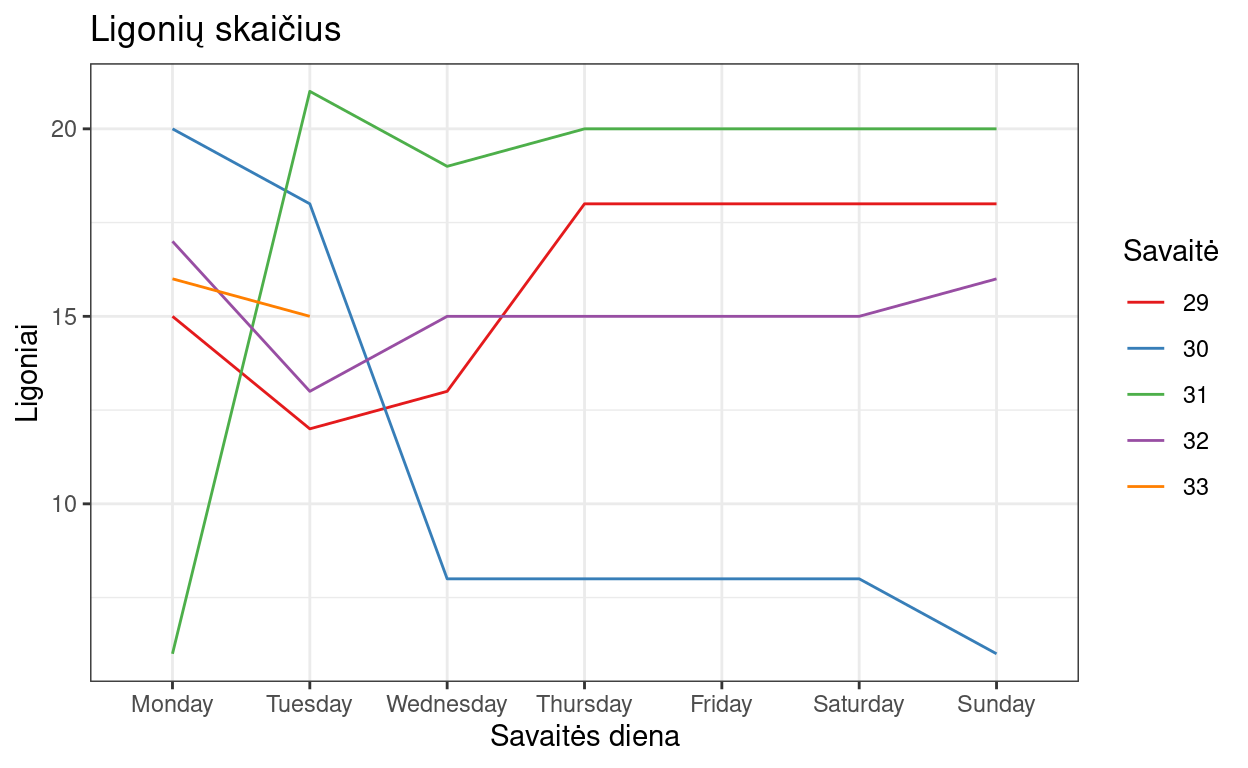 Ligonių skaičius
20
15
10
Ligoniai
Monday Tuesday Wednesday Thursday Friday Saturday Sunday
Savaitės diena
Savaitė
29
30
31
32
33